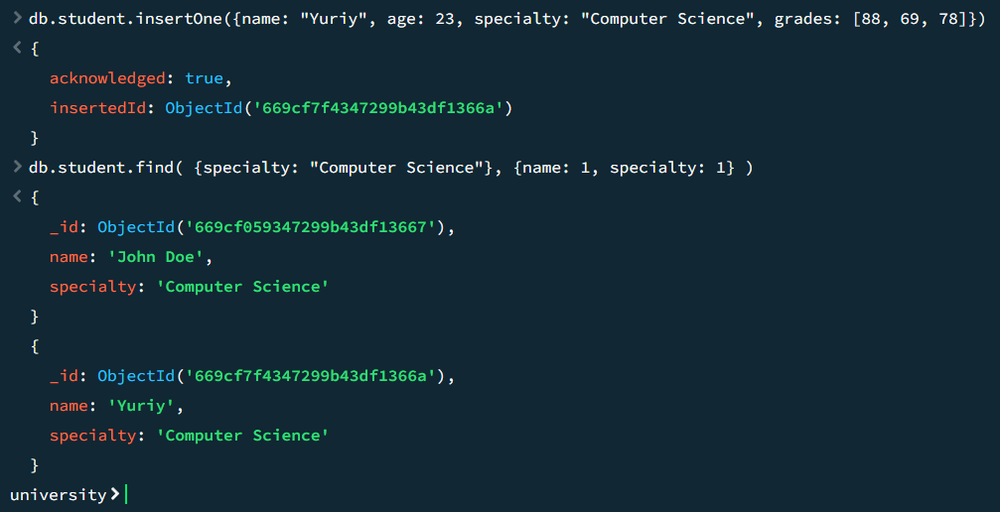 > db.student.insertOne({name: "Yuriy", age: 23, specialty: "Computer Science", grades: [88, 69, 78]})
< {
    acknowledged: true,
    insertedId: ObjectId('669cf7f4347299b43df1366a')
  }
> db.student.find( {specialty: "Computer Science"}, {name: 1, specialty: 1} )
< {
    _id: ObjectId('669cf059347299b43df13667'),
    name: 'John Doe',
    specialty: 'Computer Science'
  }
  {
    _id: ObjectId('669cf7f4347299b43df1366a'),
    name: 'Yuriy',
    specialty: 'Computer Science'
  }
university>